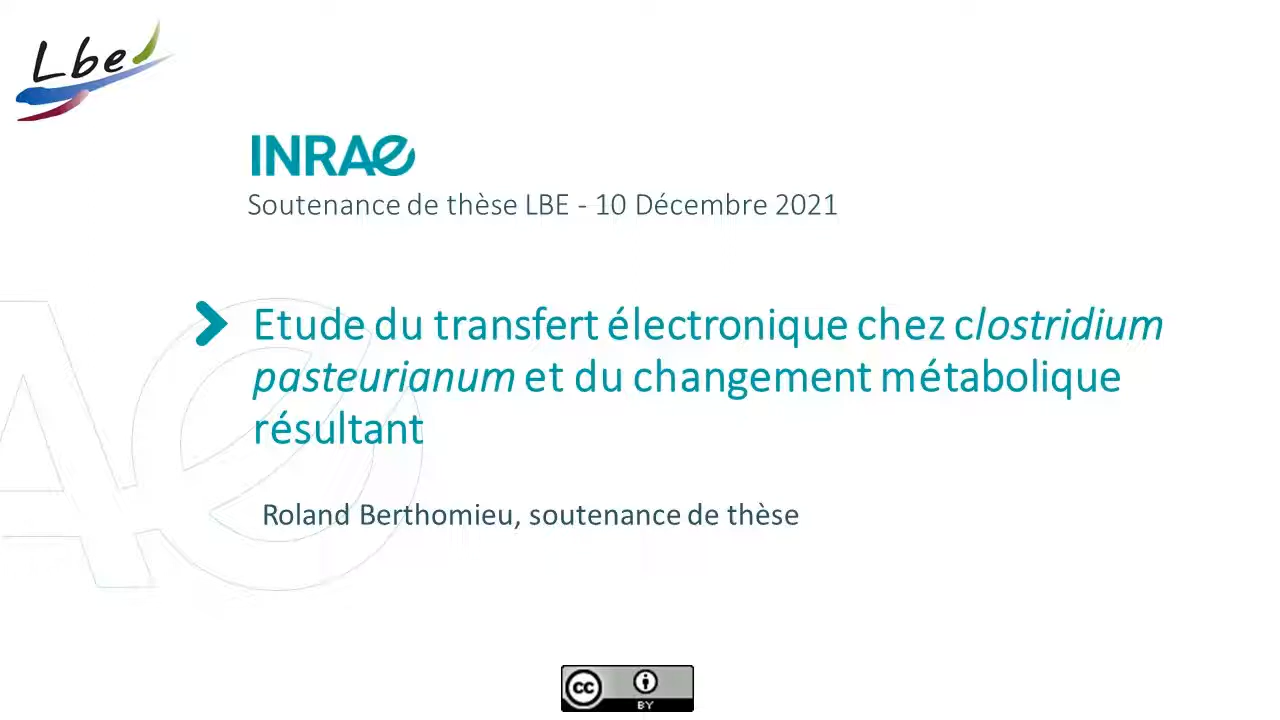 Lbe
INRAE
Soutenance de thèse LBE - 10 Décembre 2021
Etude du transfert électronique chez clostridium
pasteurianum et du changement métabolique
résultant
Roland Berthomieu, soutenance de thèse
cc
BY